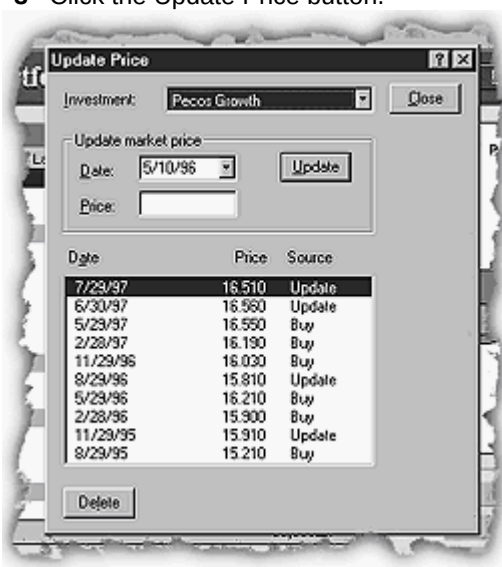 Click the Update Price button.
Update Price
Investment: Pecos Growth Close
Update market price
Date: 5/10/96 Update
Price:
Date Price Source
7/29/97 16.510 Update
6/30/97 16.560 Update
5/29/97 16.550 Buy
2/28/97 16.190 Buy
11/29/96 16.030 Buy
8/29/96 15.810 Update
5/29/96 16.210 Buy
2/28/96 15.900 Buy
11/29/95 15.910 Update
8/29/95 15.210 Buy
Delete